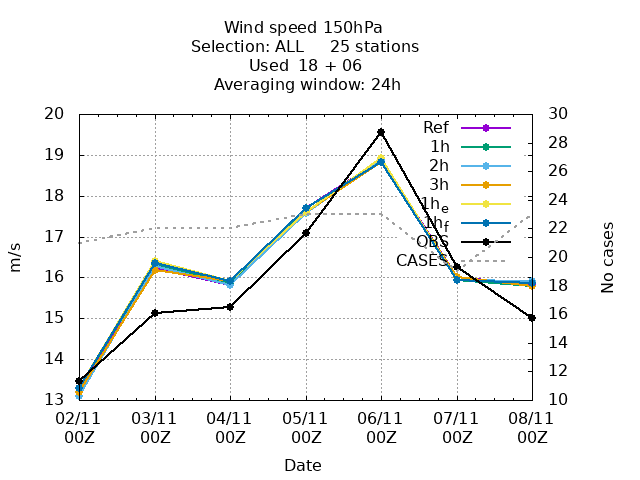 Wind speed 150hPa
Selection: ALL 25 stations
Used 18 + 06
Averaging window: 24h
20 30
19 28
18 26
17 24
16 22
15 20
14 18
13 16
14
12
10
m/s
No cases
Ref
1h
2h
3h
1he
1hf
OBS
CASES
02/11 03/11 04/11 05/11 06/11 07/11 08/11
00Z 00Z 00Z 00Z 00Z 00Z 00Z
Date